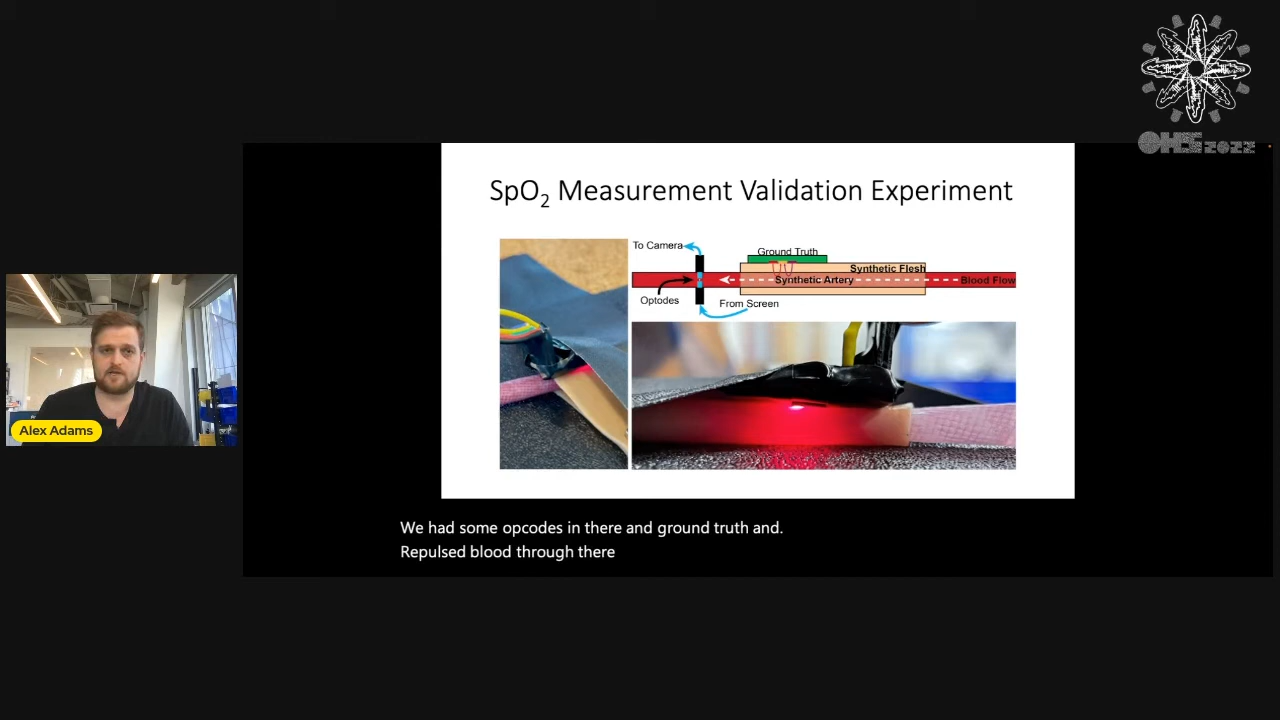 OHS2022
SpO2 Measurement Validation Experiment
To Camera
Ground Truth
Synthetic Flesh
Synthetic Artery
Blood Flow
Optodes
From Screen
Alex Adams
We had some opcodes in there and ground truth and.
Repulsed blood through there